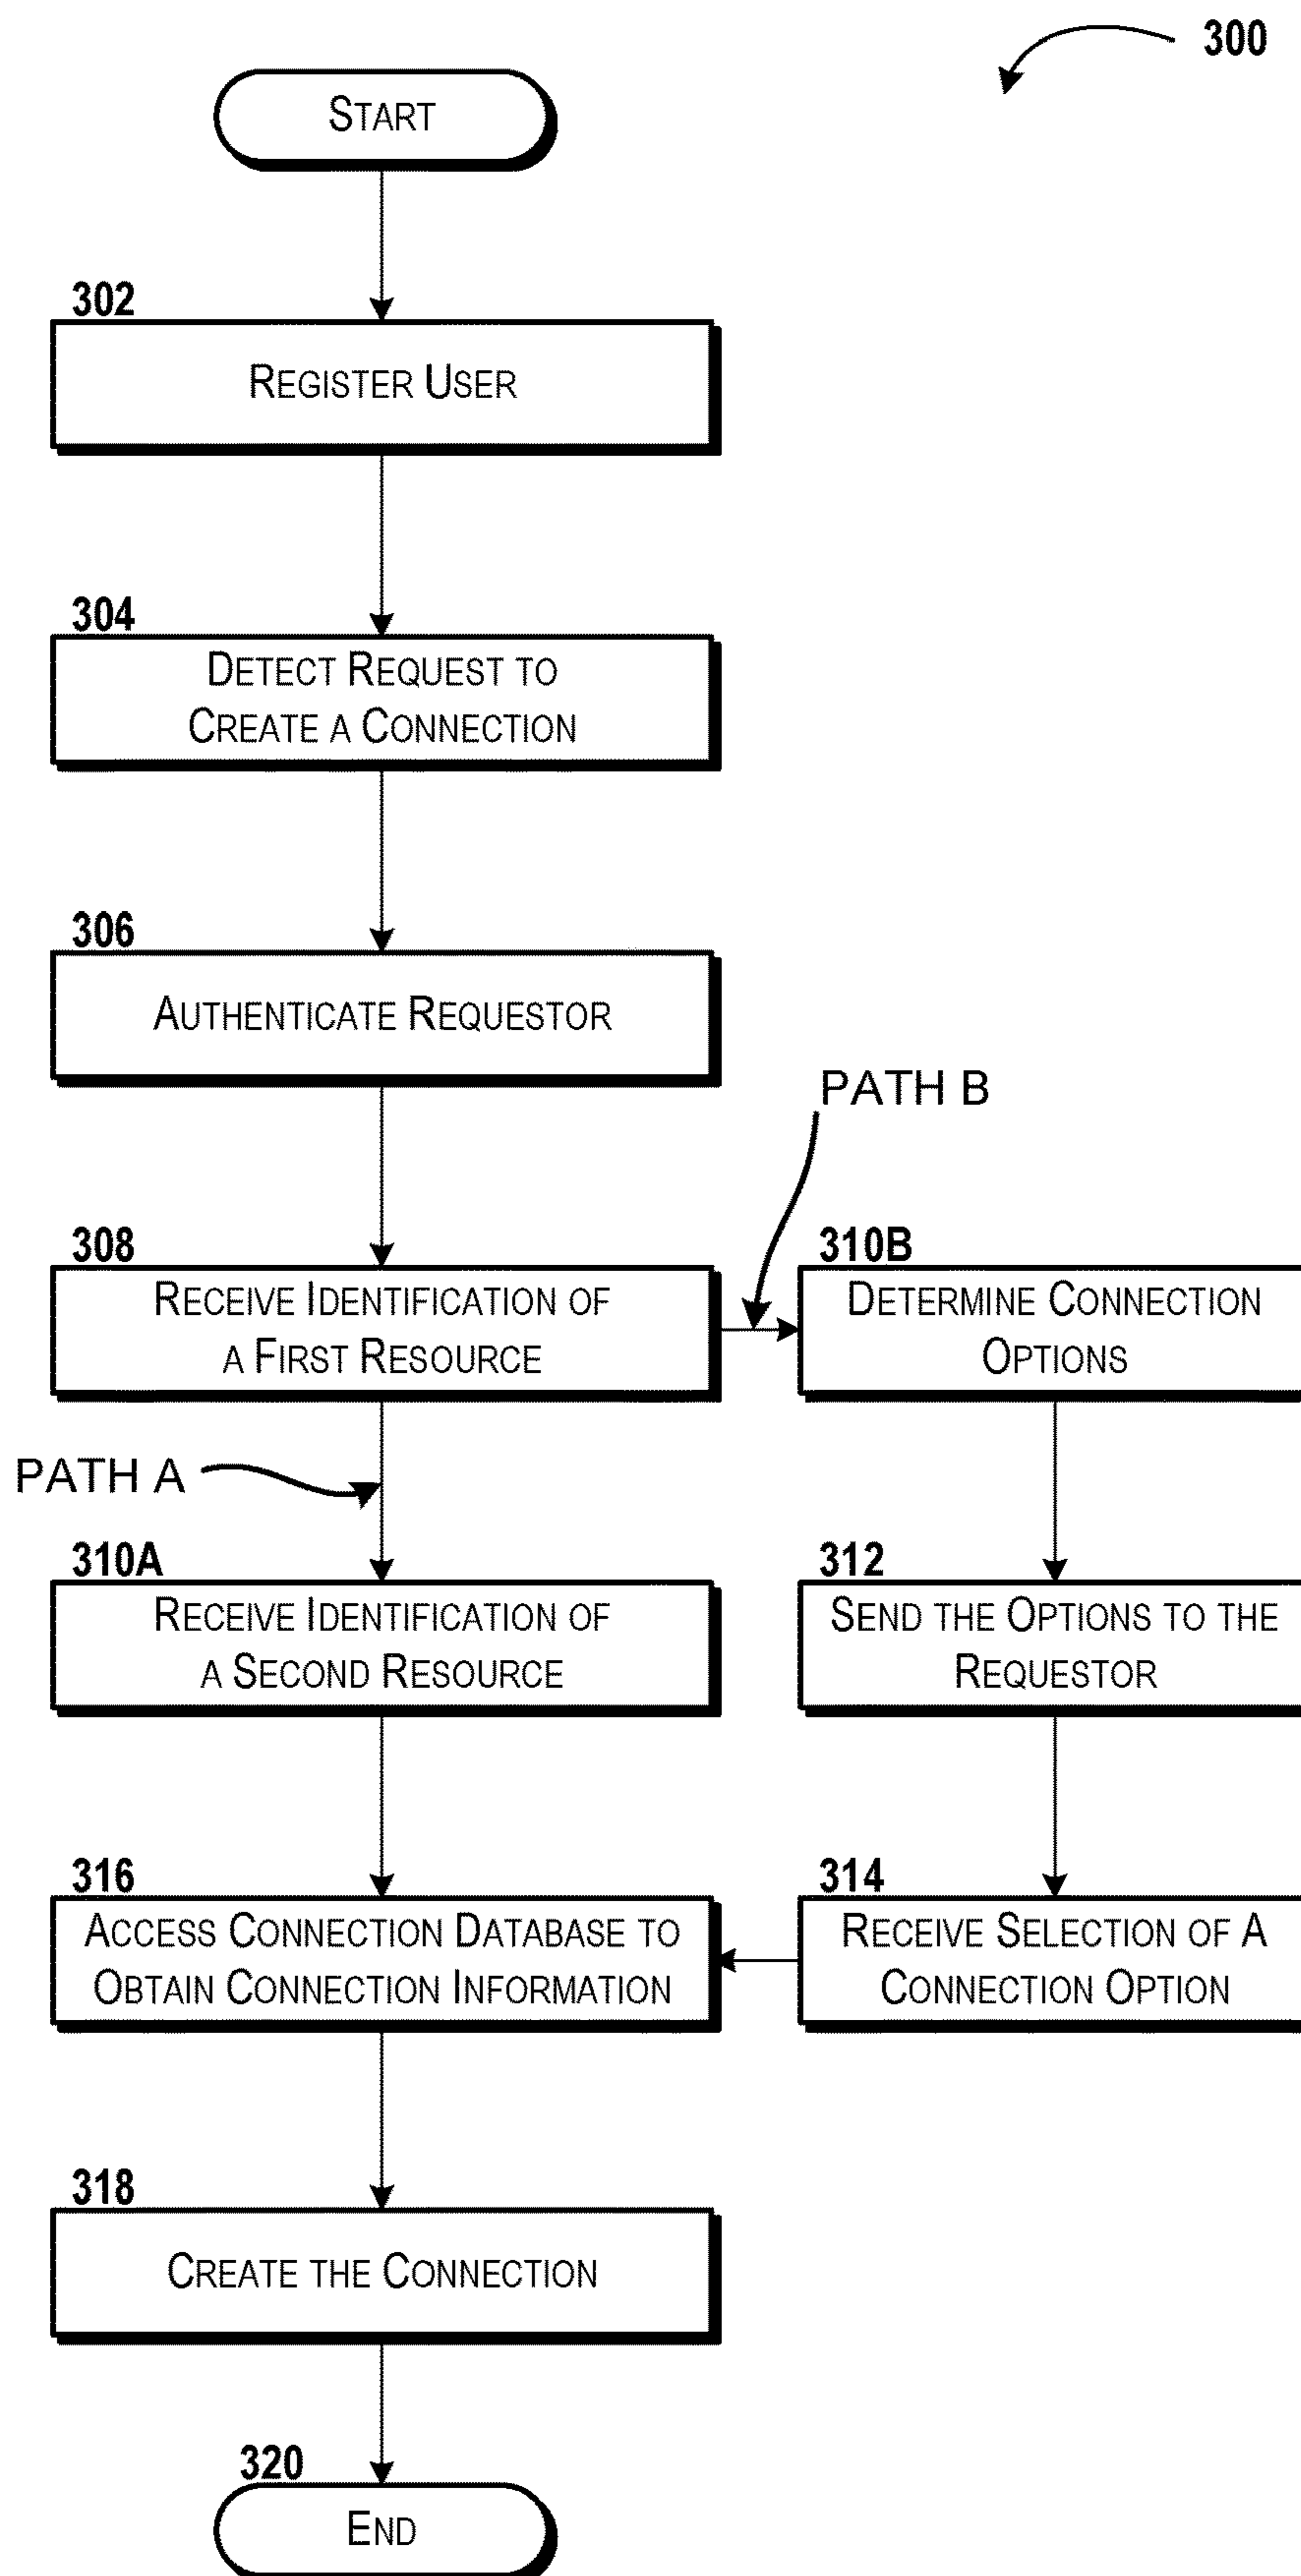 300
START
302
REGISTER USER
304
DETECT REQUEST TO
CREATE A CONNECTION
306
AUTHENTICATE REQUESTOR
PATH B
308
RECEIVE IDENTIFICATION OF
A FIRST RESOURCE
310B
DETERMINE CONNECTION
OPTIONS
PATH A
310A
RECEIVE IDENTIFICATION OF
A SECOND RESOURCE
312
SEND THE OPTIONS TO THE
REQUESTOR
316
ACCESS CONNECTION DATABASE TO
OBTAIN CONNECTION INFORMATION
314
RECEIVE SELECTION OF A
CONNECTION OPTION
318
CREATE THE CONNECTION
320
END